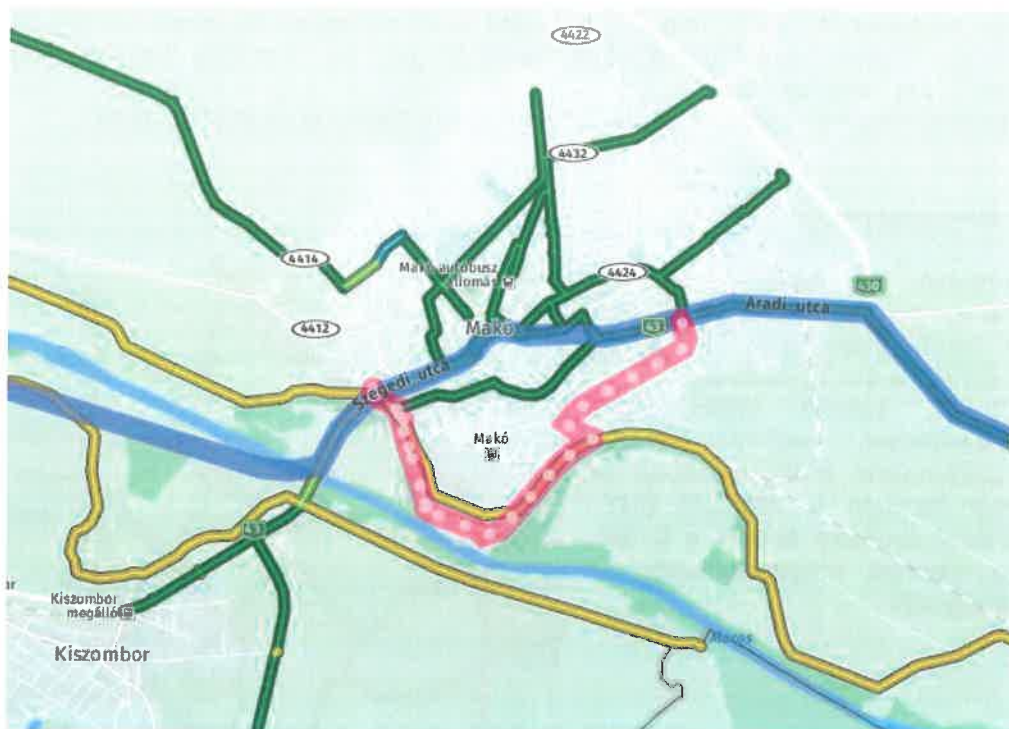 4422
4432
4414
Makó autóbusz
állomás
4424
430
4412
Makó
43
Aradi utca
Szegedi utca
Makó
43
Kiszombor
megálló
Maros
Kiszombor